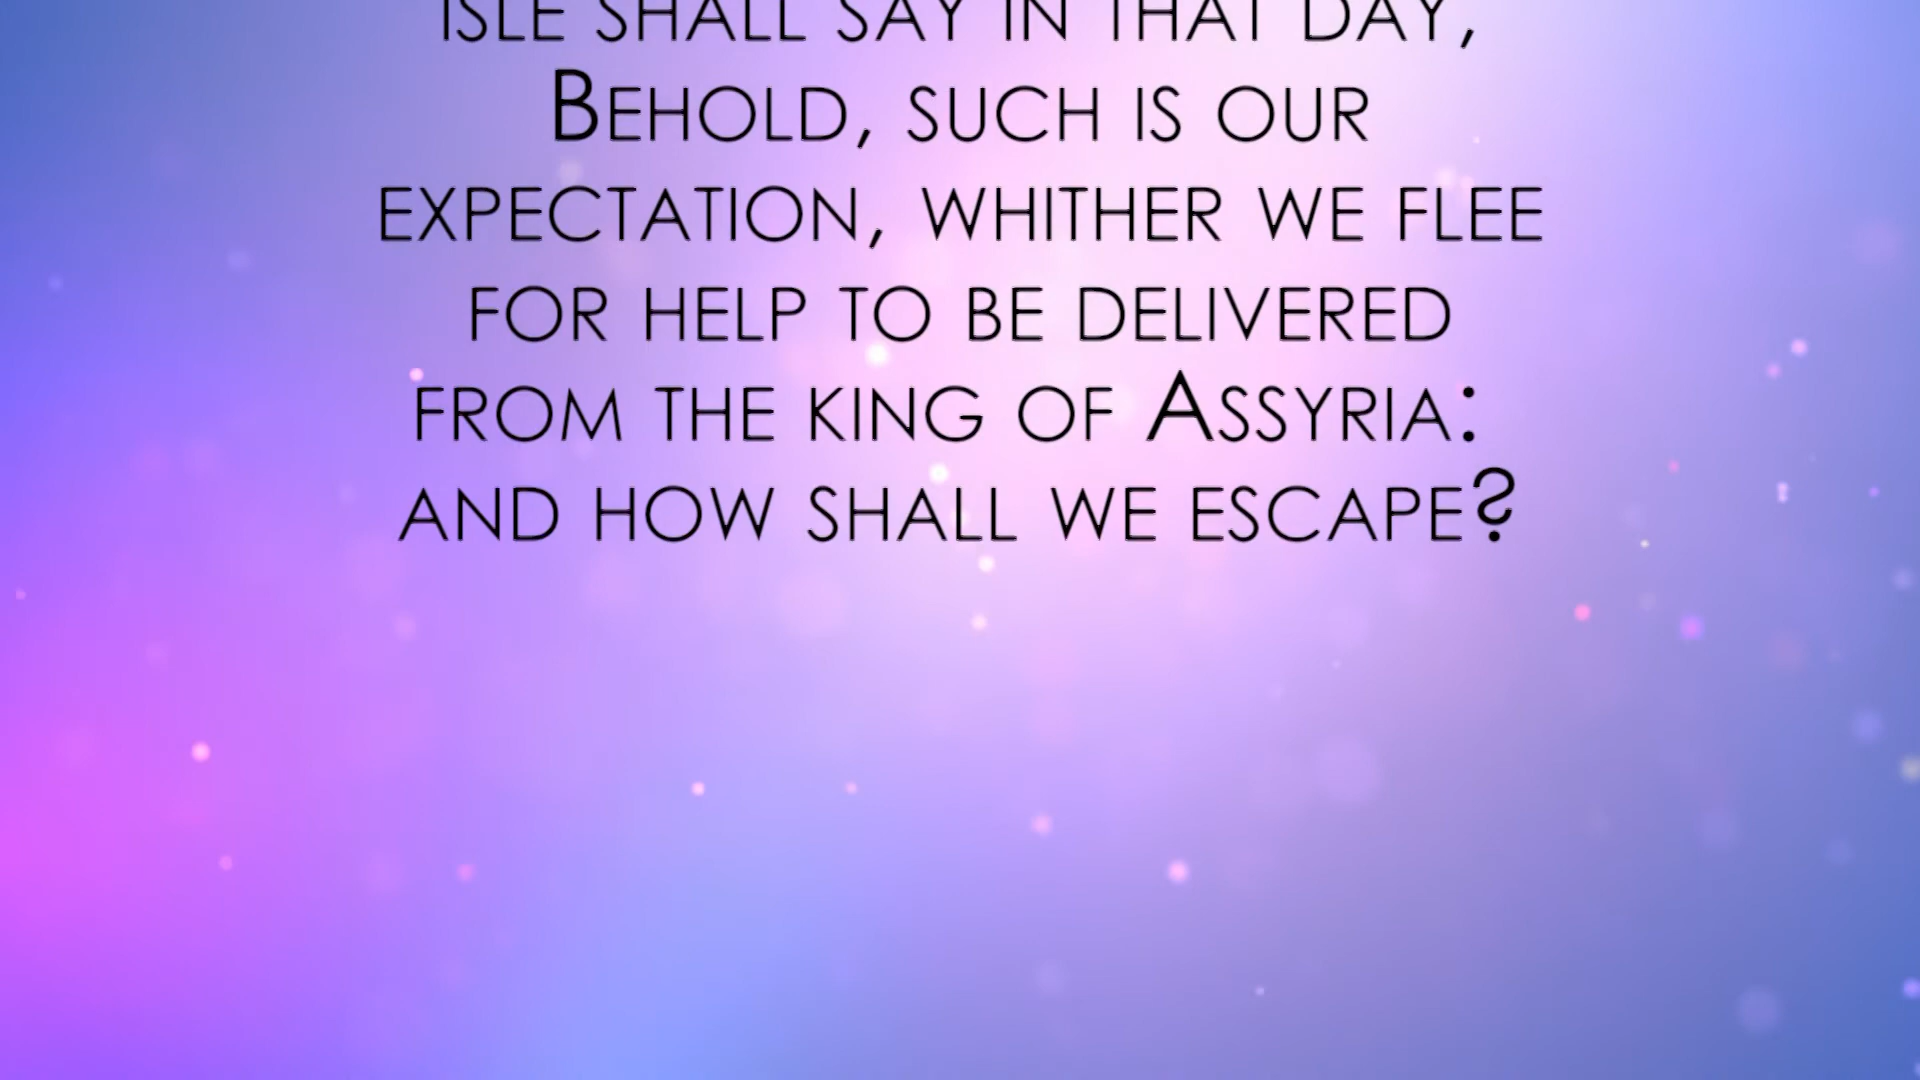 isle shall say in that day,
Behold, such is our
expectation, whither we flee
for help to be delivered
from the king of Assyria:
and how shall we escape?